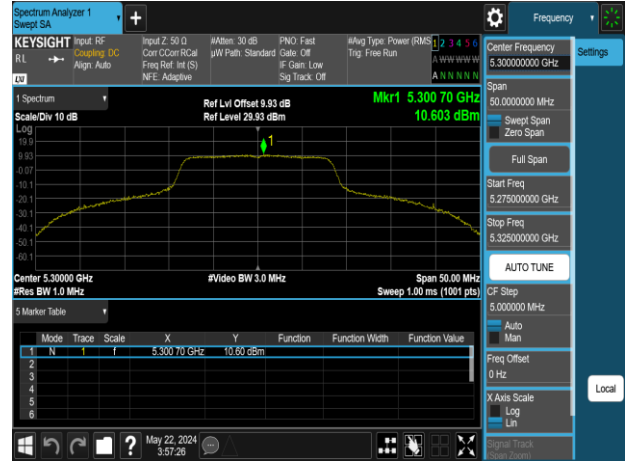 Spectrum Analyzer 1
Swept SA
+
Frequency
KEYSIGHT
RL
LXI
Input: RF
Coupling: DC
Align: Auto
Input Z: 50 Ω
Corr CCorr RCal
Freq Ref: Int (S)
NFE: Adaptive
#Atten: 30 dB
µW Path: Standard
PNO: Fast
Gate: Off
IF Gain: Low
Sig Track: Off
#Avg Type: Power (RMS
Trig: Free Run
1 2 3 4 5 6
A W W W W W
A N N N N N
1 Spectrum
Scale/Div 10 dB
Ref Lvl Offset 9.93 dB
Ref Level 29.93 dBm
Mkr1 5.300 70 GHz
10.603 dBm
Log
19.9
9.93
-0.07
-10.1
-20.1
-30.1
-40.1
-50.1
-60.1
1
Center 5.30000 GHz
#Res BW 1.0 MHz
#Video BW 3.0 MHz
Span 50.00 MHz
Sweep 1.00 ms (1001 pts)
5 Marker Table
Mode Trace Scale X Y Function Function Width Function Value
1 N 1 f 5.300 70 GHz 10.60 dBm
2
3
4
5
6
?
May 22, 2024
3:57:26
Center Frequency
5.300000000 GHz
Span
50.0000000 MHz
Swept Span
Zero Span
Full Span
Start Freq
5.275000000 GHz
Stop Freq
5.325000000 GHz
AUTO TUNE
CF Step
5.000000 MHz
Auto
Man
Freq Offset
0 Hz
X Axis Scale
Log
Lin
Signal Track
(Span Zoom)
Settings
Local